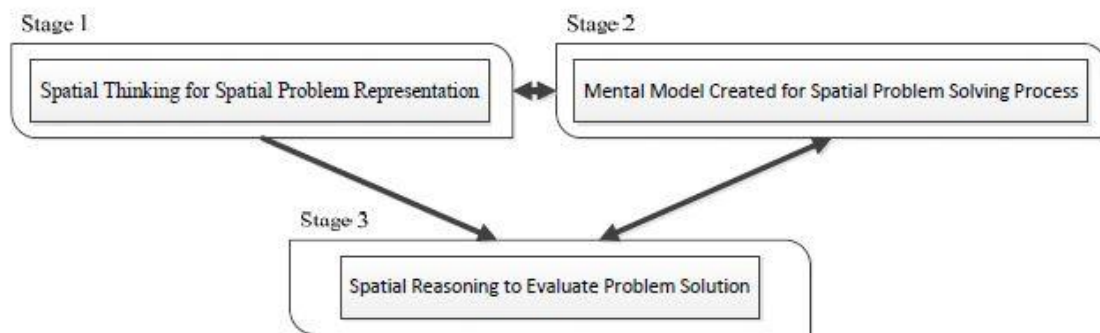 Stage 1
Spatial Thinking for Spatial Problem Representation
Stage 2
Mental Model Created for Spatial Problem Solving Process
Stage 3
Spatial Reasoning to Evaluate Problem Solution